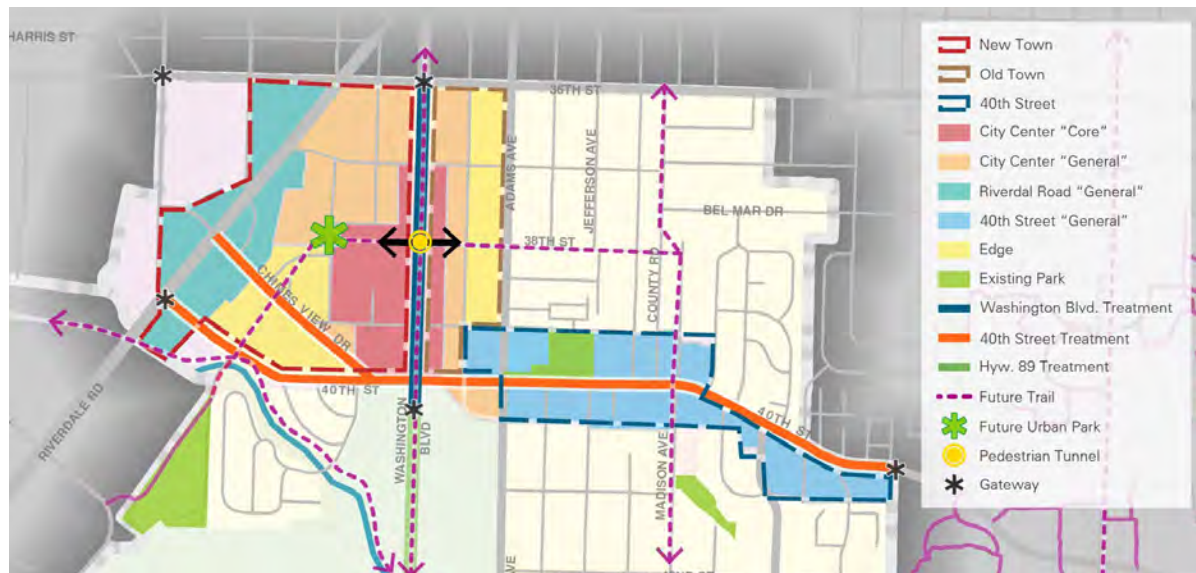 HARRIS ST
36TH ST
ADAMS AVE
JEFFERSON AVE
BEL MAR DR
38TH ST
COUNTY RD
CHIMES VIEW DR
40TH ST
RIVERDALE RD
WASHINGTON
BLVD
MADISON AVE
40TH ST
New Town
Old Town
40th Street
City Center “Core”
City Center “General”
Riverdal Road “General”
40th Street “General”
Edge
Existing Park
Washington Blvd. Treatment
40th Street Treatment
Hyw. 89 Treatment
Future Trail
Future Urban Park
Pedestrian Tunnel
Gateway